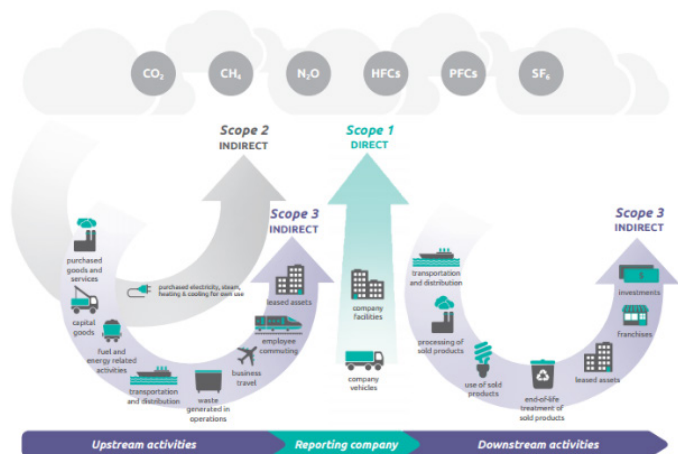 CO₂
CH₄
N₂O
HFCs
PFCs
SF₆
Scope 2
INDIRECT
Scope 1
DIRECT
Scope 3
INDIRECT
Scope 3
INDIRECT
purchased
goods and
services
capital
goods
fuel and
energy related
activities
purchased electricity, steam,
heating & cooling for own use
transportation
and distribution
waste
generated in
operations
business
travel
employee
commuting
leased assets
company
facilities
company
vehicles
transportation
and distribution
processing of
sold products
use of sold
products
end-of-life
treatment of
sold products
leased assets
franchises
investments
Upstream activities
Reporting company
Downstream activities